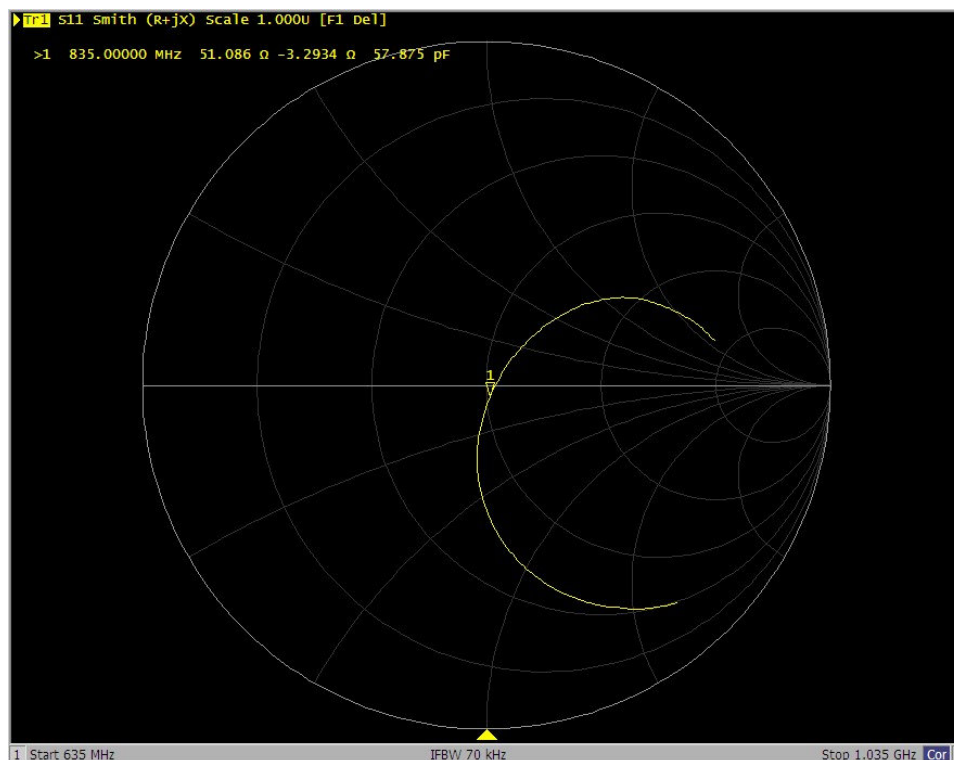 Tr1 S11 Smith (R+jX) Scale 1.000U [F1 Del]
>1 835.00000 MHz 51.086 Ω -3.2934 Ω 57.875 pF
1
1 Start 635 MHz IFBW 70 kHz Stop 1.035 GHz Cor